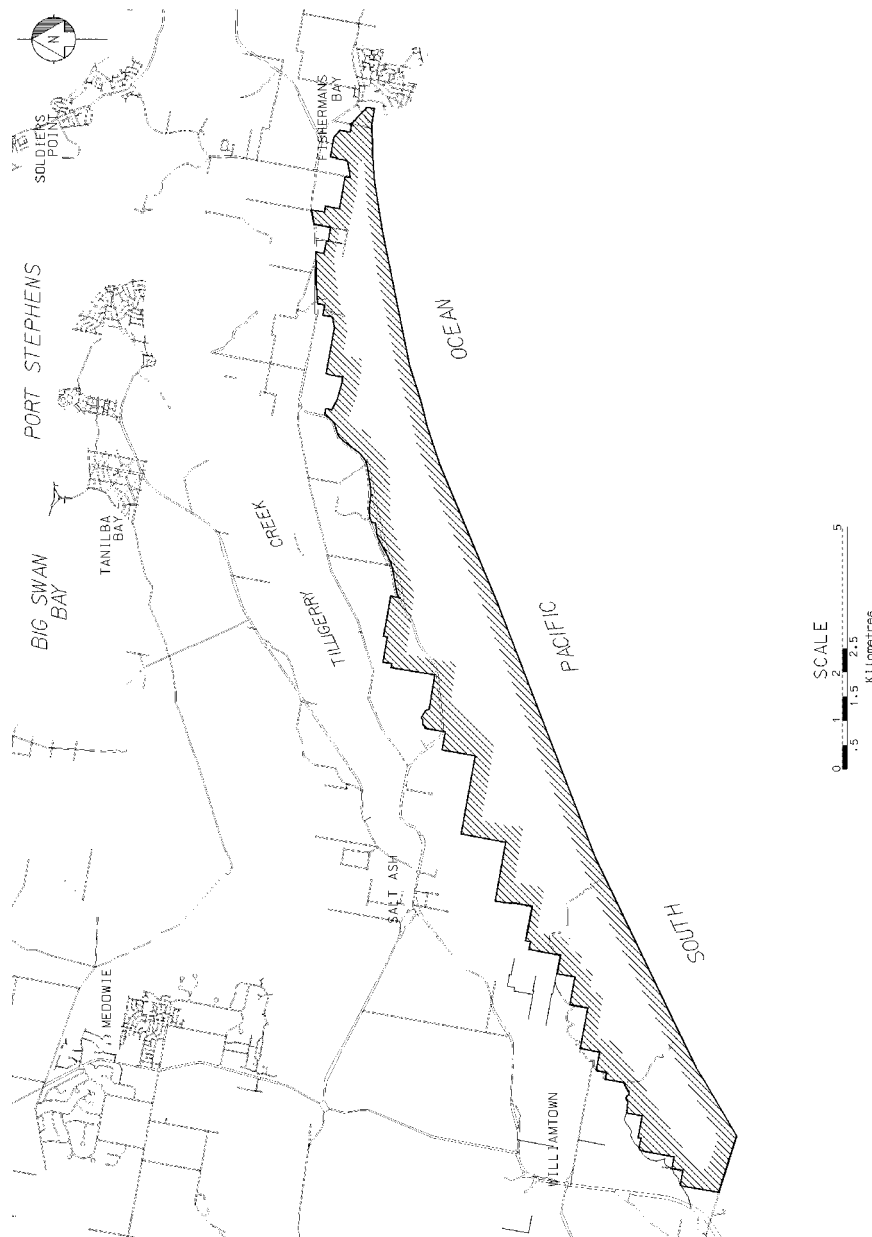 N
SOLDIERS
POINT
FISHERMANS
BAY
PORT STEPHENS
BIG SWAN
BAY
TANILBA
BAY
TILLIGERRY
CREEK
SALT ASH
MEDOWIE
WILLIAMTOWN
SOUTH
PACIFIC
OCEAN
SCALE
0 1 2 5
.5 1.5 2.5
Kilometres